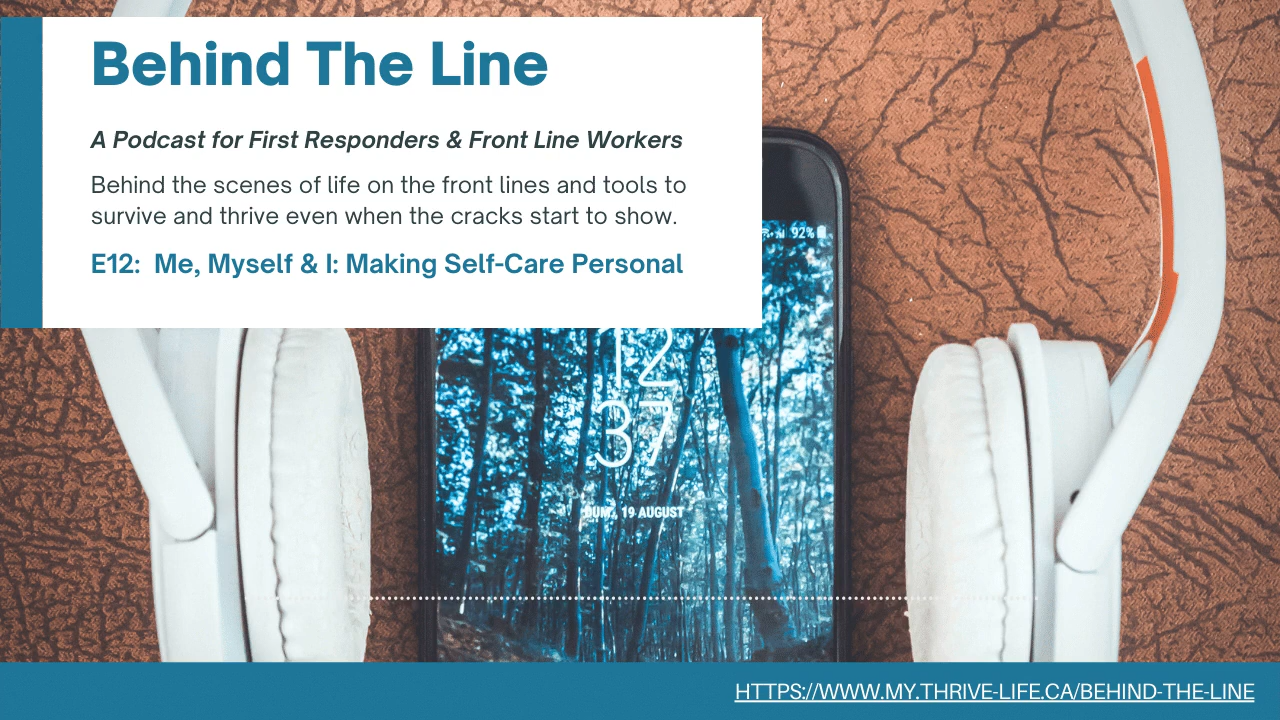 Behind The Line
A Podcast for First Responders & Front Line Workers
Behind the scenes of life on the front lines and tools to
survive and thrive even when the cracks start to show.
92%
E12:  Me, Myself & I: Making Self-Care Personal
12
37
DUM., 19 AUGUST
HTTPS://WWW.MY.THRIVE-LIFE.CA/BEHIND-THE-LINE